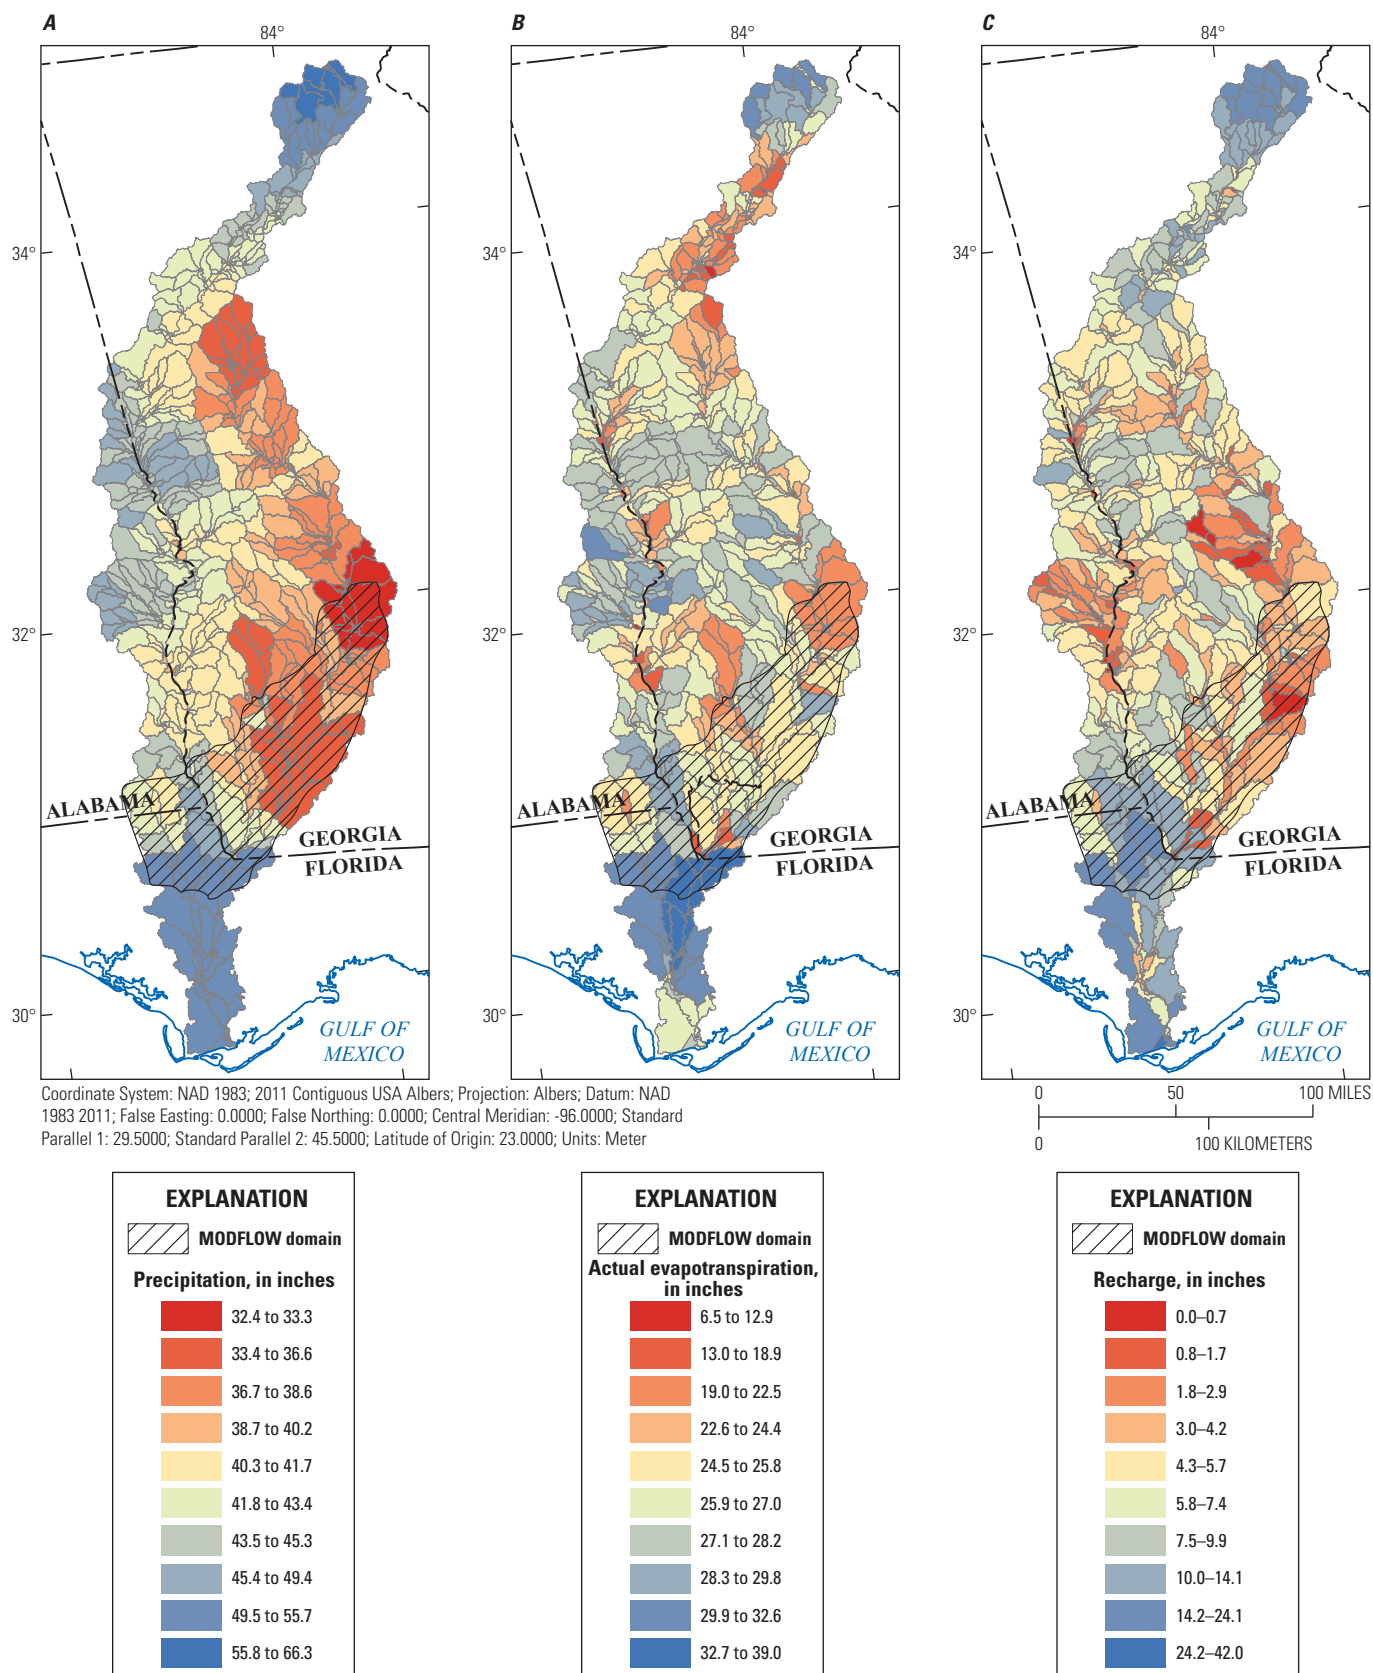 A
84°
34°
32°
30°
ALABAMA
GEORGIA
FLORIDA
GULF OF
MEXICO
B
84°
34°
32°
30°
ALABAMA
GEORGIA
FLORIDA
GULF OF
MEXICO
C
84°
34°
32°
30°
ALABAMA
GEORGIA
FLORIDA
GULF OF
MEXICO
Coordinate System: NAD 1983; 2011 Contiguous USA Albers; Projection: Albers; Datum: NAD
1983 2011; False Easting: 0.0000; False Northing: 0.0000; Central Meridian: -96.0000; Standard
Parallel 1: 29.5000; Standard Parallel 2: 45.5000; Latitude of Origin: 23.0000; Units: Meter
0 50 100 MILES
0 100 KILOMETERS
EXPLANATION
MODFLOW domain
Precipitation, in inches
32.4 to 33.3
33.4 to 36.6
36.7 to 38.6
38.7 to 40.2
40.3 to 41.7
41.8 to 43.4
43.5 to 45.3
45.4 to 49.4
49.5 to 55.7
55.8 to 66.3
EXPLANATION
MODFLOW domain
Actual evapotranspiration,
in inches
6.5 to 12.9
13.0 to 18.9
19.0 to 22.5
22.6 to 24.4
24.5 to 25.8
25.9 to 27.0
27.1 to 28.2
28.3 to 29.8
29.9 to 32.6
32.7 to 39.0
EXPLANATION
MODFLOW domain
Recharge, in inches
0.0–0.7
0.8–1.7
1.8–2.9
3.0–4.2
4.3–5.7
5.8–7.4
7.5–9.9
10.0–14.1
14.2–24.1
24.2–42.0